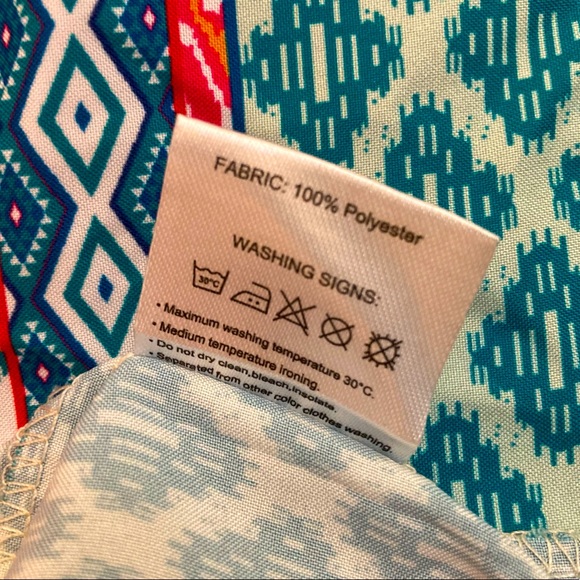 FABRIC: 100% Polyester
WASHING SIGNS:
30°C
• Maximum washing temperature 30°C.
• Medium temperature ironing.
• Do not dry clean,bleach,insolate.
• Separated from other color clothes washing.